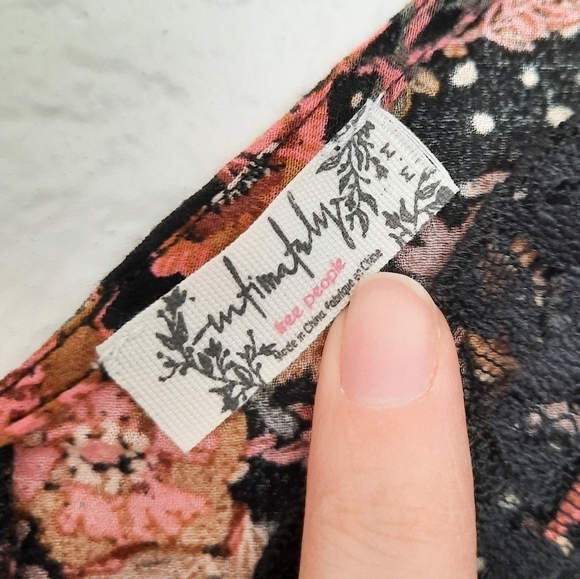 M. M.
intimately
free people
Made in China Fabriqué en Chine